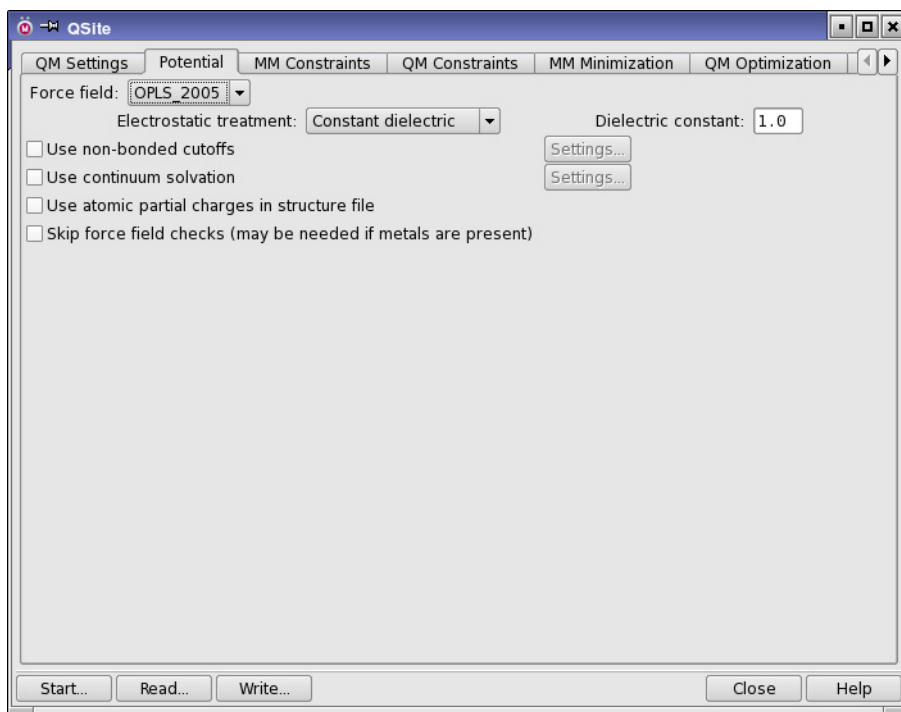 QSite
QM Settings Potential MM Constraints QM Constraints MM Minimization QM Optimization
Force field: OPLS_2005
Electrostatic treatment: Constant dielectric Dielectric constant: 1.0
Use non-bonded cutoffs Settings...
Use continuum solvation Settings...
Use atomic partial charges in structure file
Skip force field checks (may be needed if metals are present)
Start... Read... Write... Close Help